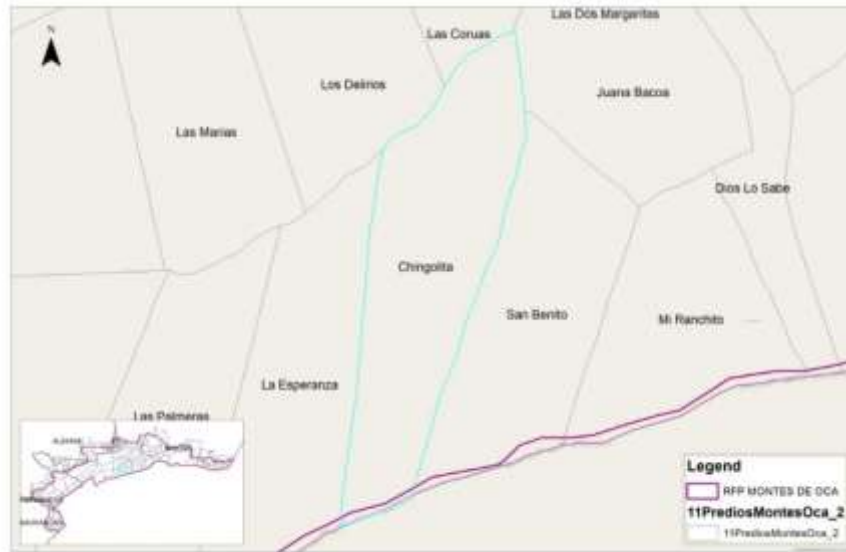 N
Las Coruas
Las Dos Margaritas
Los Delirios
Juana Bacoa
Las Marias
Dios Lo Sabe
Chingolita
San Benito
Mi Ranchito
La Esperanza
Las Palmeras
Legend
RFP MONTES DE OCA
11PrediosMontesOca_2
11PrediosMontesOca_2